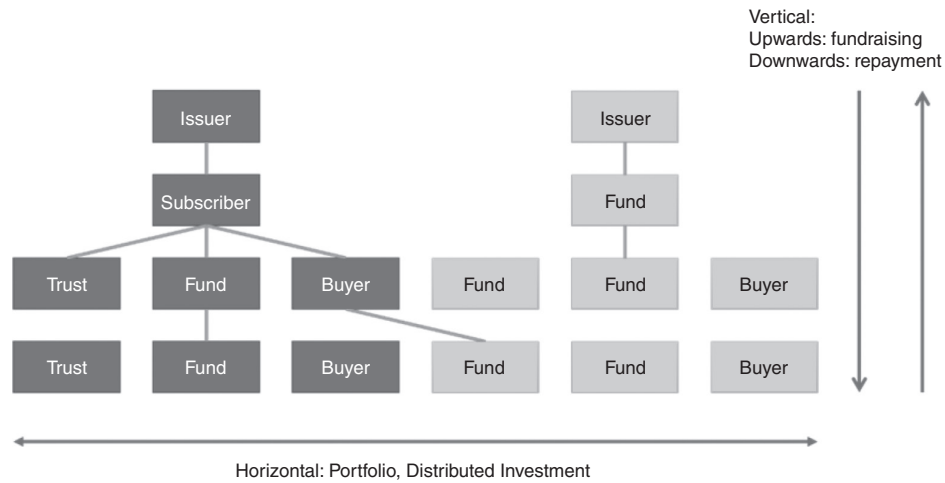 Vertical:
Upwards: fundraising
Downwards: repayment
Issuer
Issuer
Subscriber
Fund
Trust
Fund
Buyer
Fund
Fund
Buyer
Trust
Fund
Buyer
Fund
Fund
Buyer
Horizontal: Portfolio, Distributed Investment